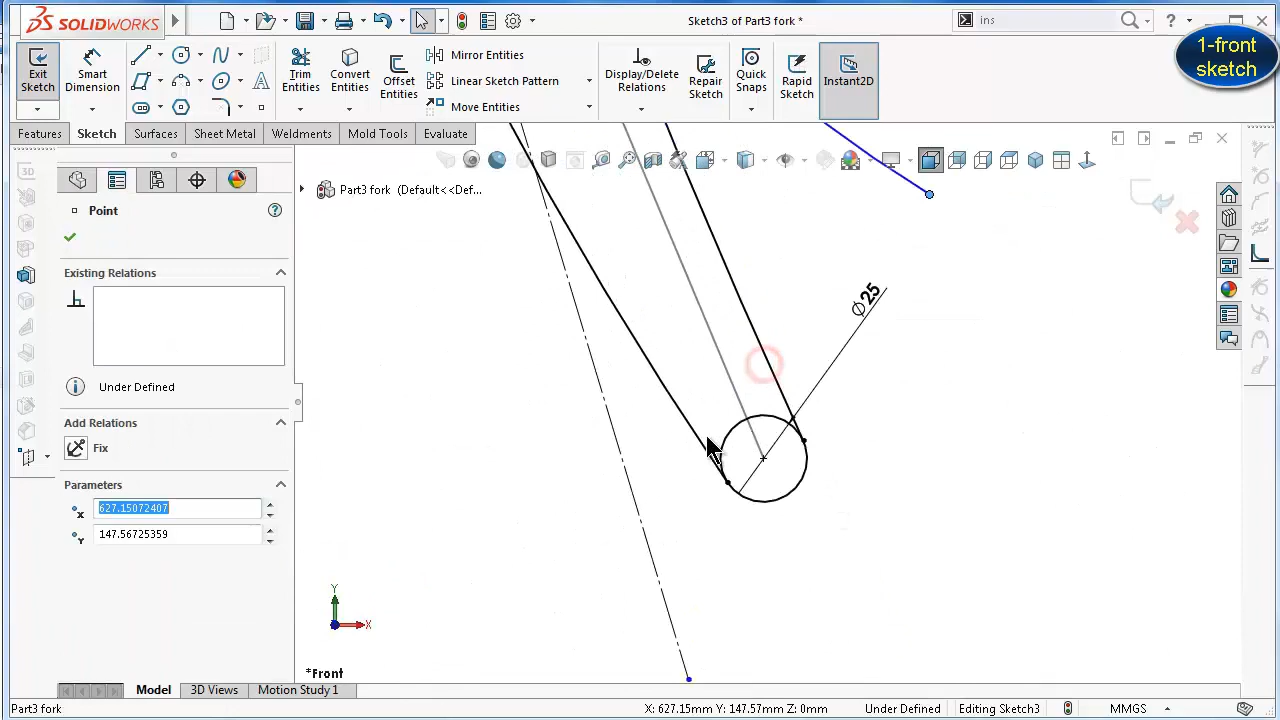 SOLIDWORKS
Sketch3 of Part3 fork *
ins
1-front
sketch
Exit
Sketch
Smart
Dimension
Trim
Entities
Convert
Entities
Offset
Entities
Mirror Entities
Linear Sketch Pattern
Move Entities
Display/Delete
Relations
Repair
Sketch
Quick
Snaps
Rapid
Sketch
Instant2D
Features
Sketch
Surfaces
Sheet Metal
Weldments
Mold Tools
Evaluate
Part3 fork (Default<<Def...
Point
Existing Relations
Under Defined
Add Relations
Fix
Parameters
627.15072407
147.56725359
Ø25
Y
X
*Front
Model
3D Views
Motion Study 1
Part3 fork
X: 627.15mm Y: 147.57mm Z: 0mm
Under Defined
Editing Sketch3
MMGS